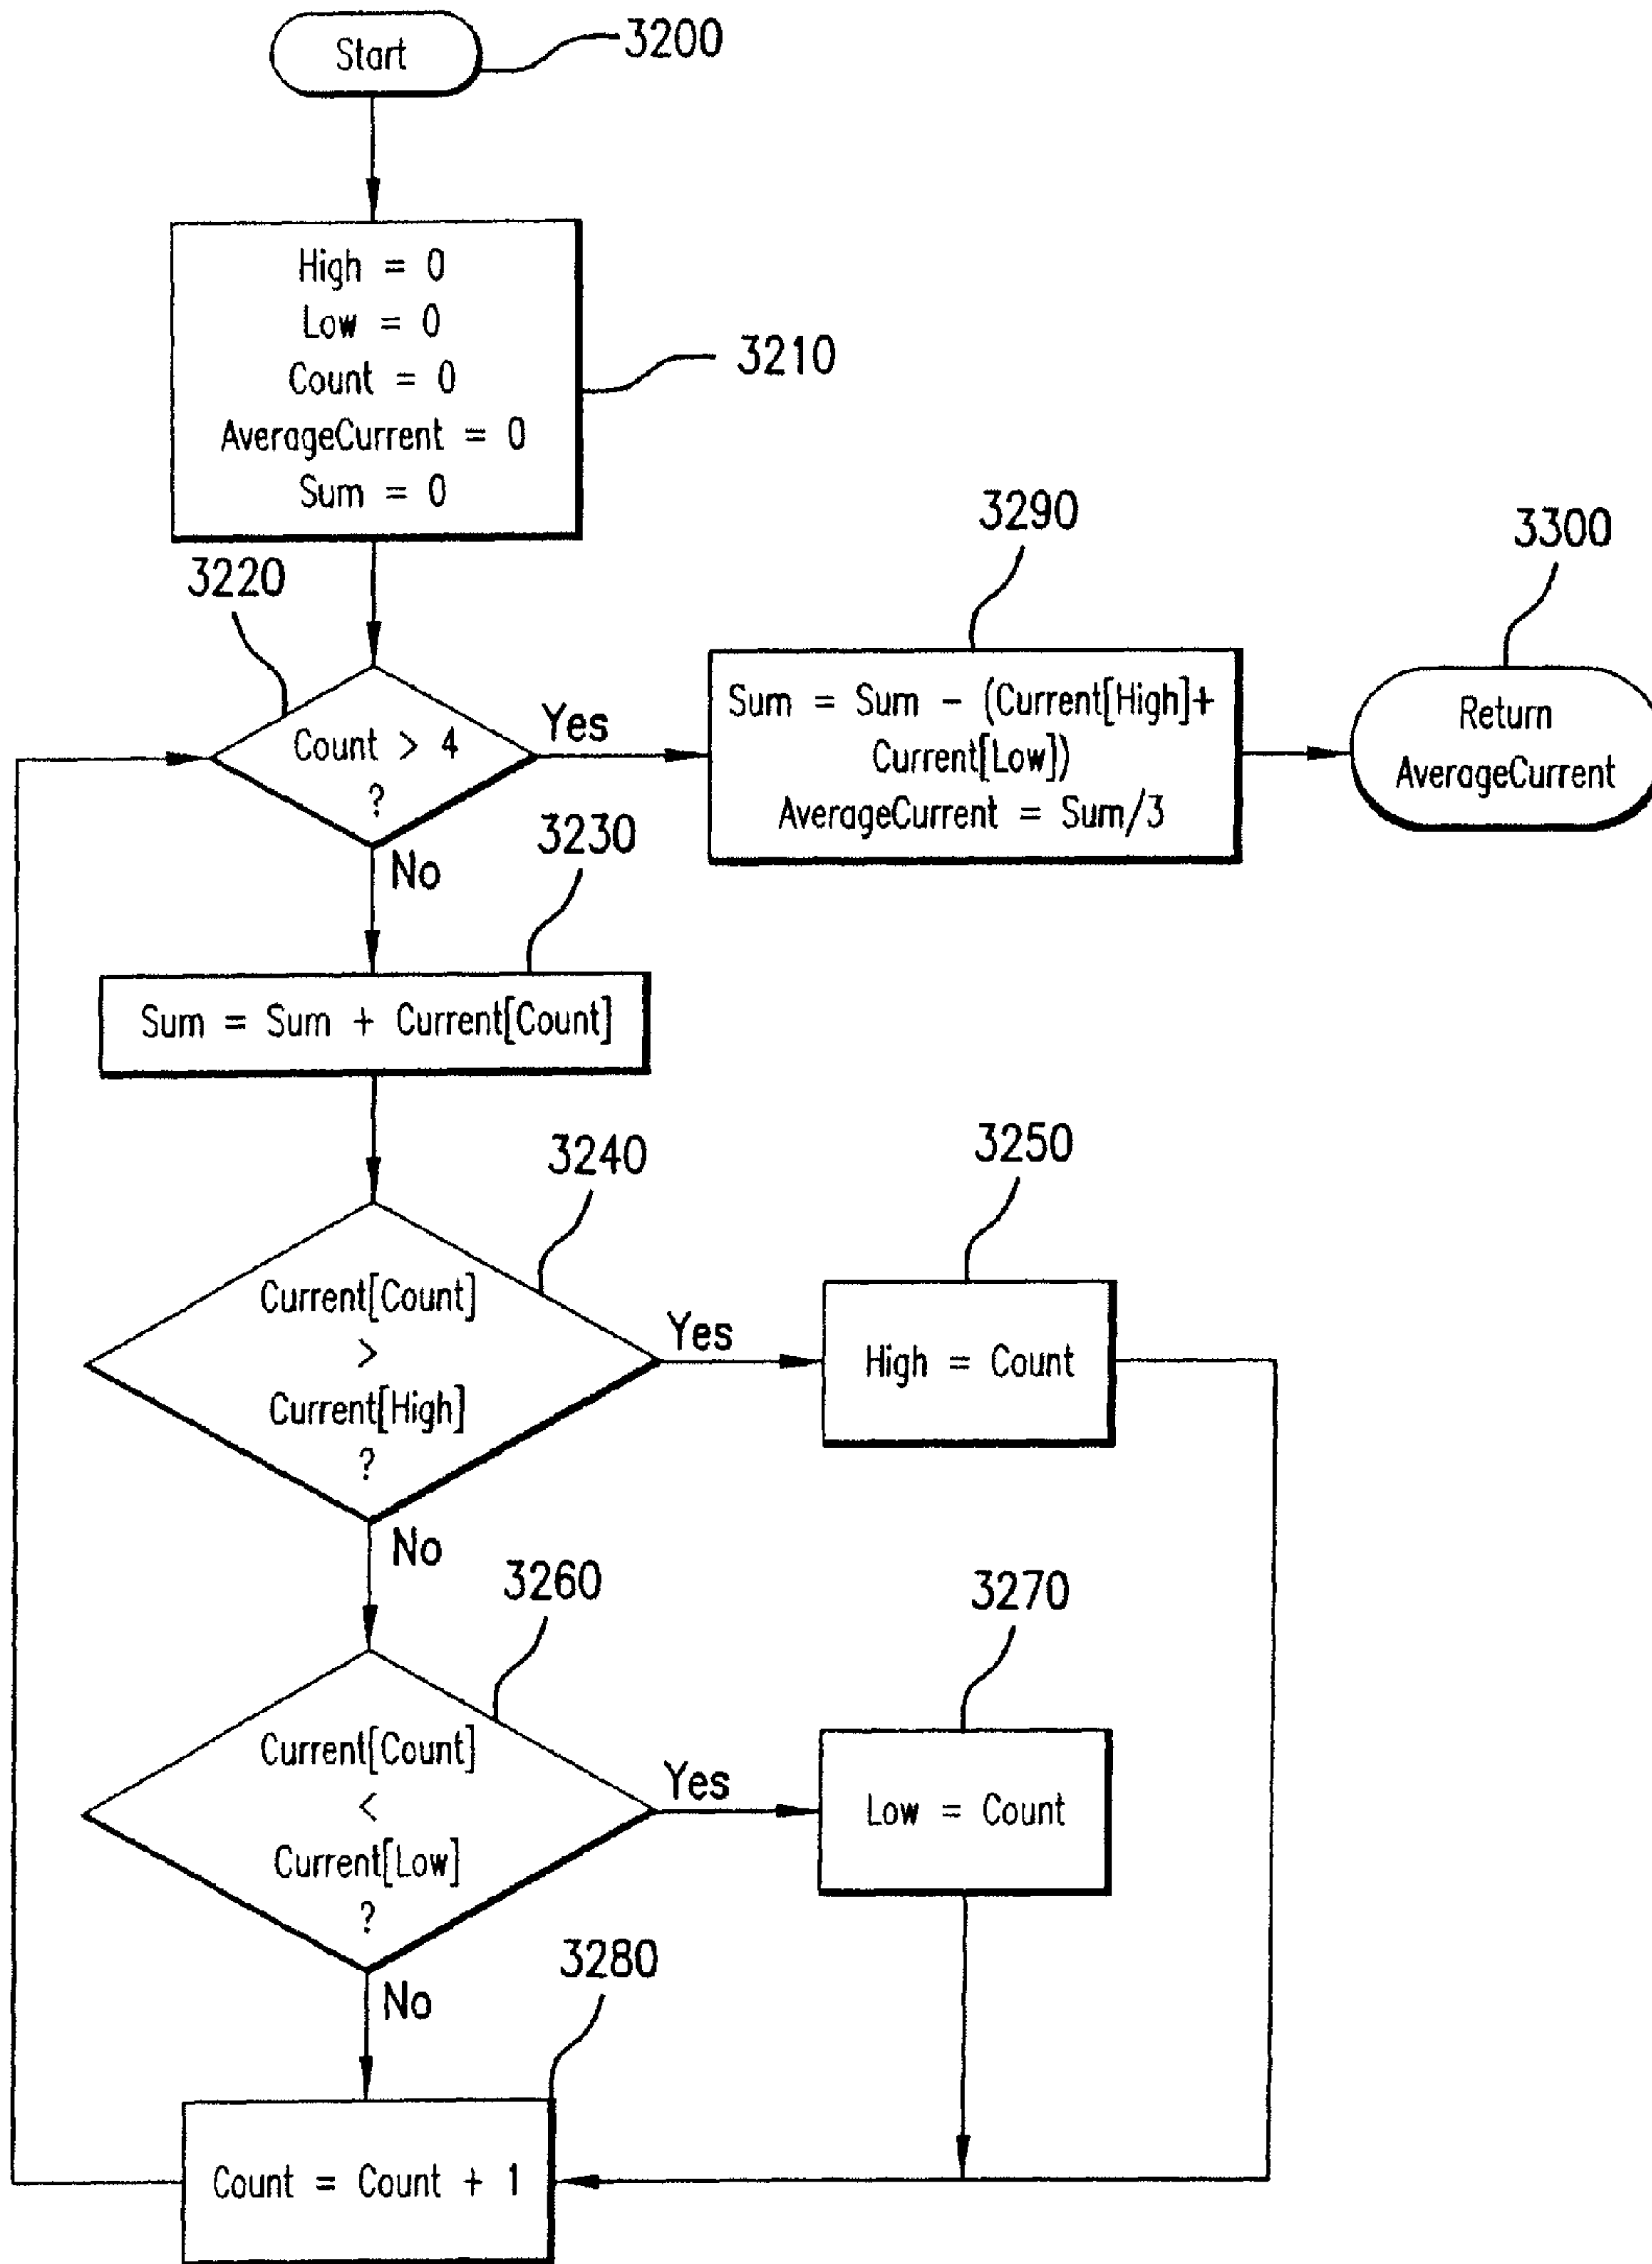 Start
3200
High = 0
Low = 0
Count = 0
AverageCurrent = 0
Sum = 0
3210
3220
Count > 4
?
Yes
No
3290
Sum = Sum - (Current[High]+
Current[Low])
AverageCurrent = Sum/3
3300
Return
AverageCurrent
3230
Sum = Sum + Current[Count]
3240
Current[Count]
>
Current[High]
?
Yes
No
3250
High = Count
3260
Current[Count]
<
Current[Low]
?
Yes
No
3270
Low = Count
3280
Count = Count + 1